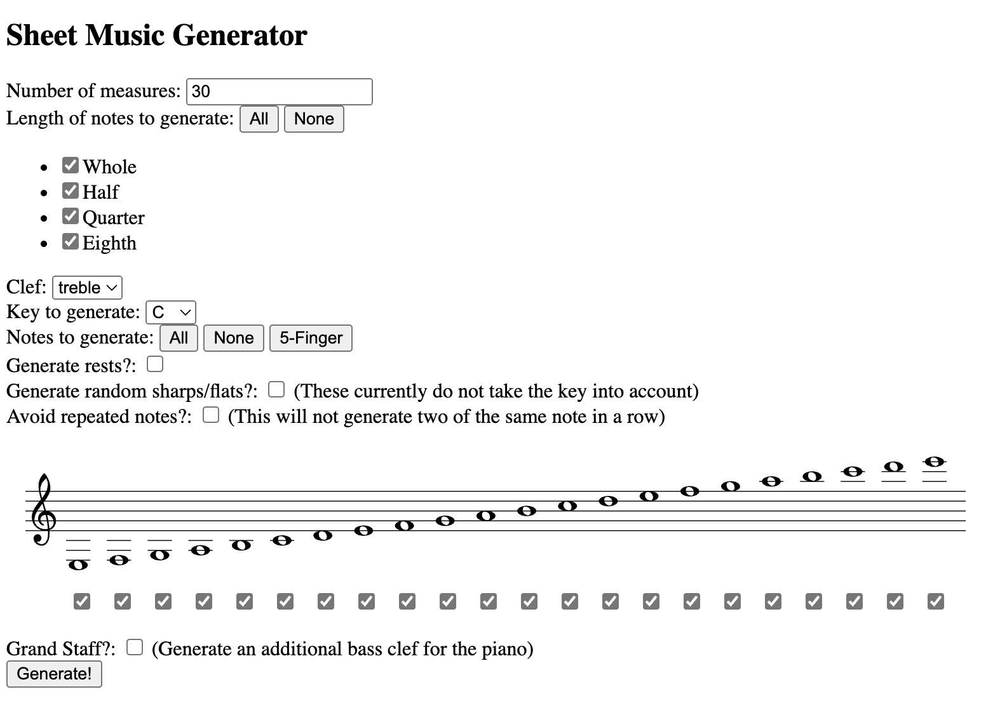 Sheet Music Generator
Number of measures: 30
Length of notes to generate: All None
Whole
Half
Quarter
Eighth
Clef: treble
Key to generate: C
Notes to generate: All None 5-Finger
Generate rests?:
Generate random sharps/flats?: (These currently do not take the key into account)
Avoid repeated notes?: (This will not generate two of the same note in a row)
Grand Staff?: (Generate an additional bass clef for the piano)
Generate!